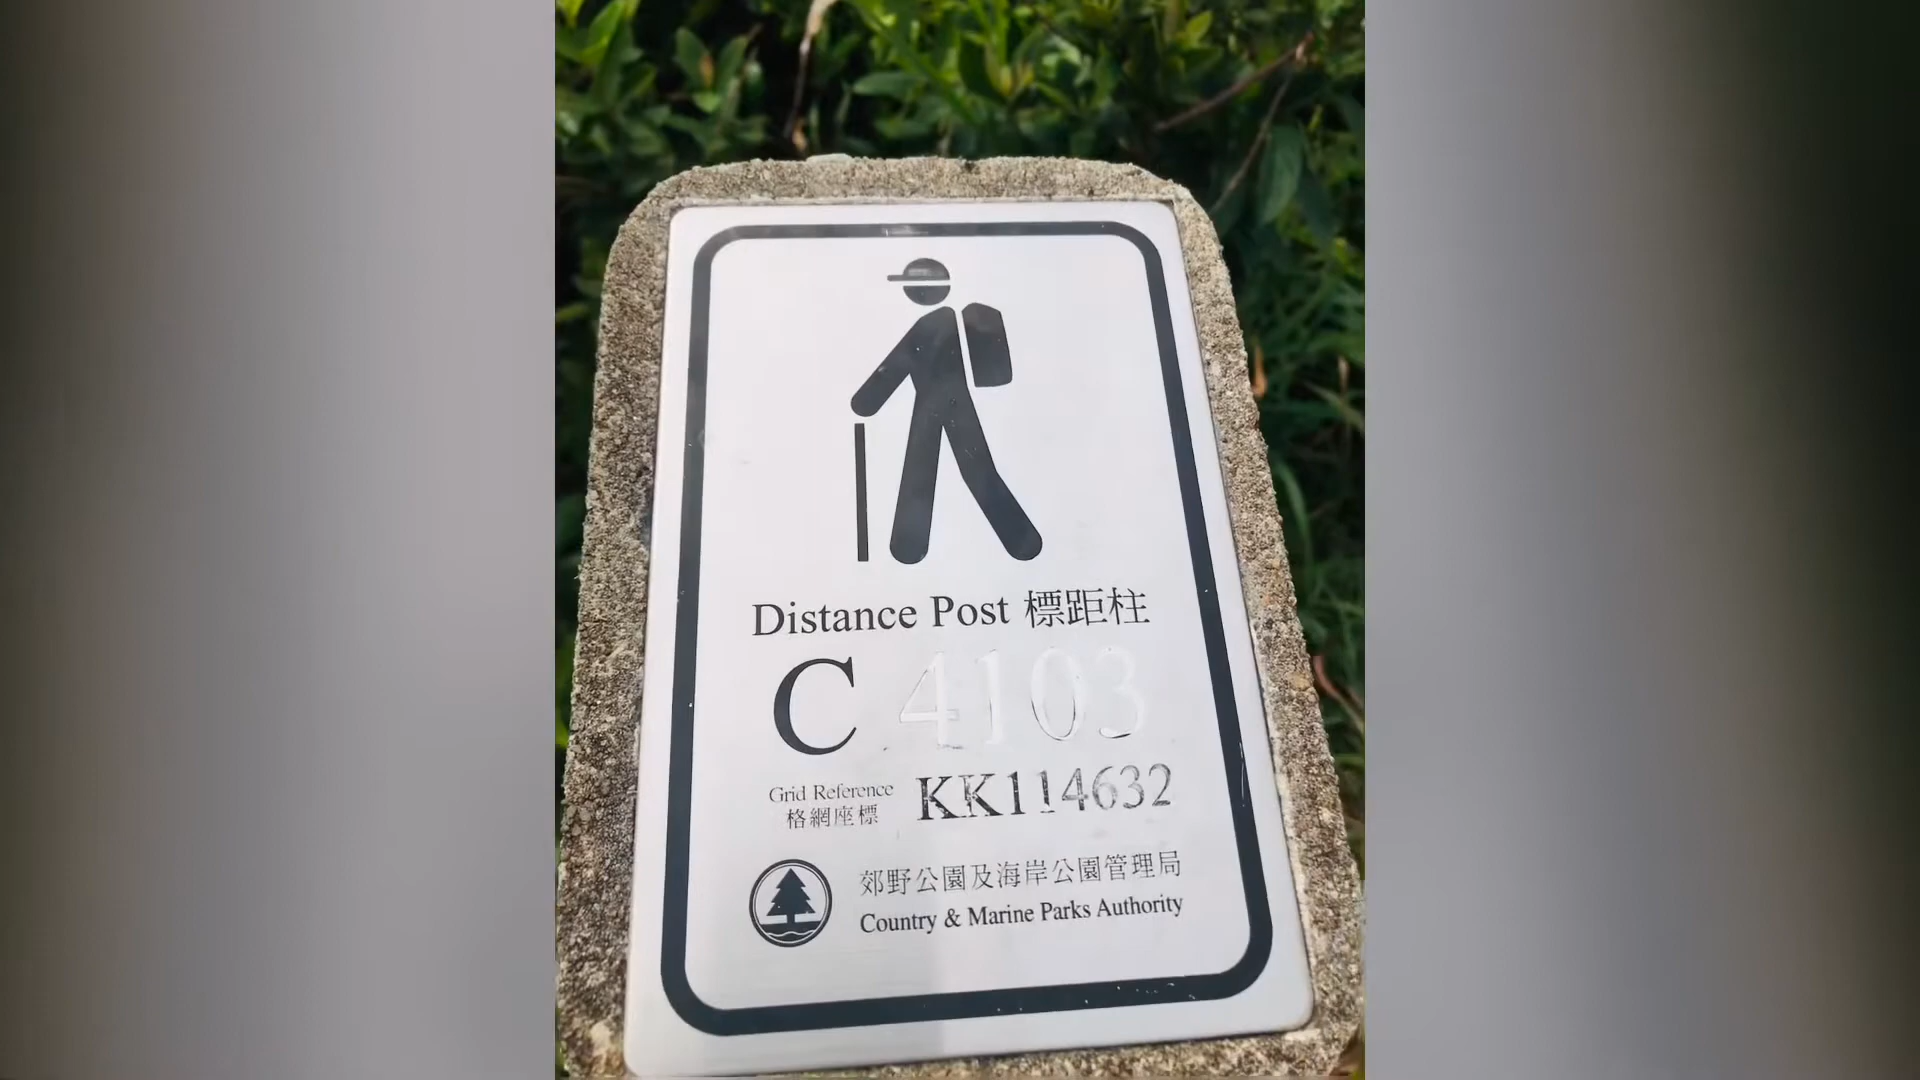 Distance Post 標距柱
C 4103
Grid Reference KK114632
格網座標
郊野公園及海岸公園管理局
Country & Marine Parks Authority